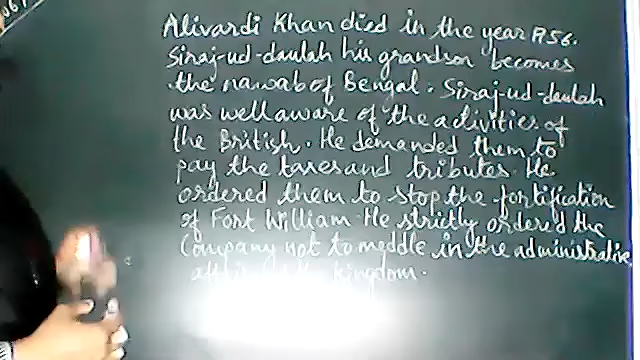 Alivardi Khan died in the year 1756.
Siraj-ud-daulah his grandson becomes
the nawab of Bengal. Siraj-ud-daulah
was well aware of the activities of
the British. He demanded them to
pay the taxes and tributes. He
ordered them to stop the fortification
of Fort William. He strictly ordered the
Company not to meddle in the administrative
kingdom.